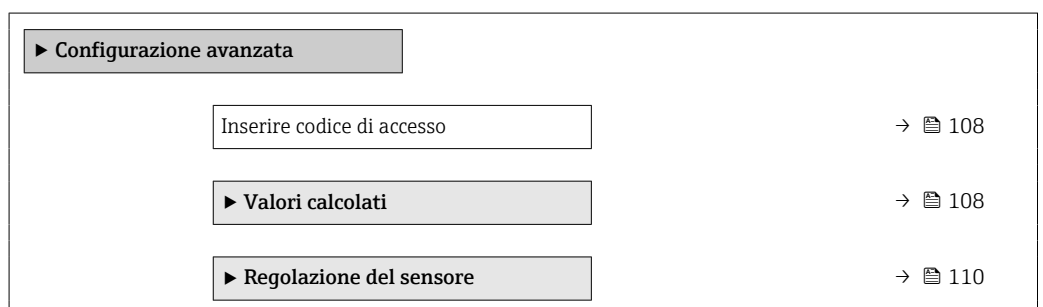 ▶ Configurazione avanzata
Inserire codice di accesso → 108
▶ Valori calcolati → 108
▶ Regolazione del sensore → 110